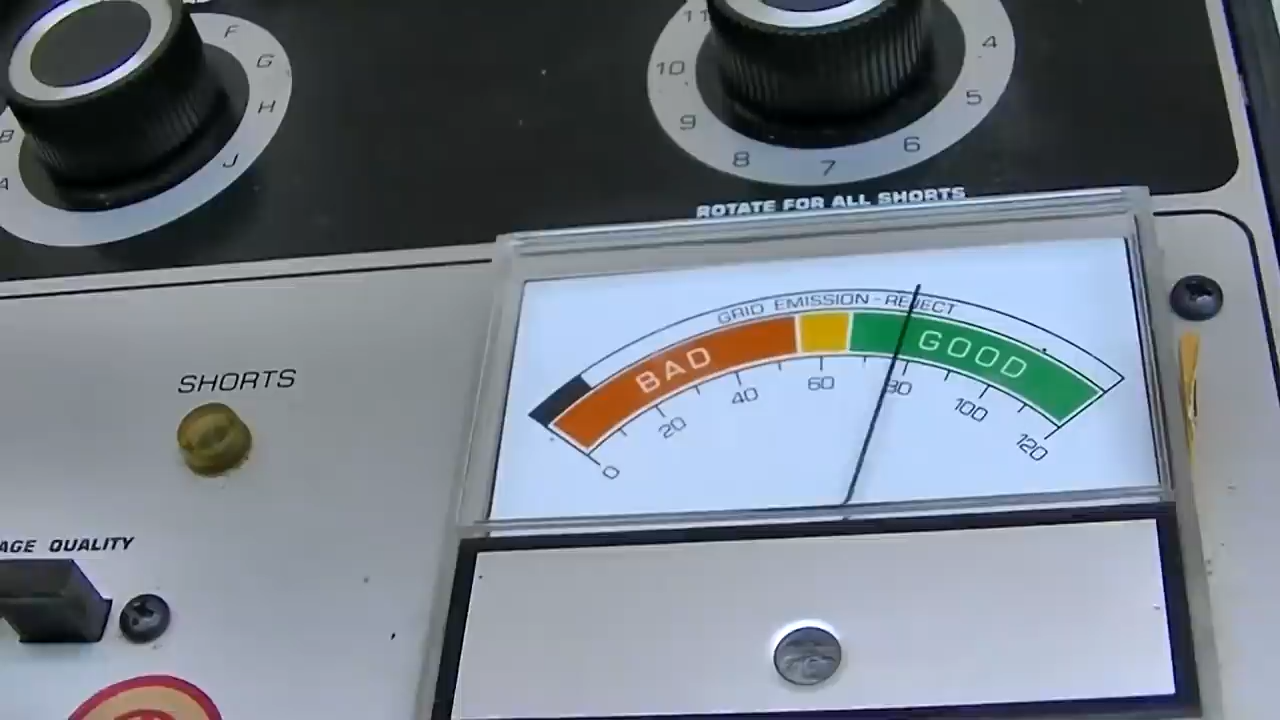 F
G
H
J
B
A
11
10
9
8
7
6
5
4
ROTATE FOR ALL SHORTS
SHORTS
GRID EMISSION - REJECT
BAD
GOOD
0
20
40
60
80
100
120
AGE QUALITY